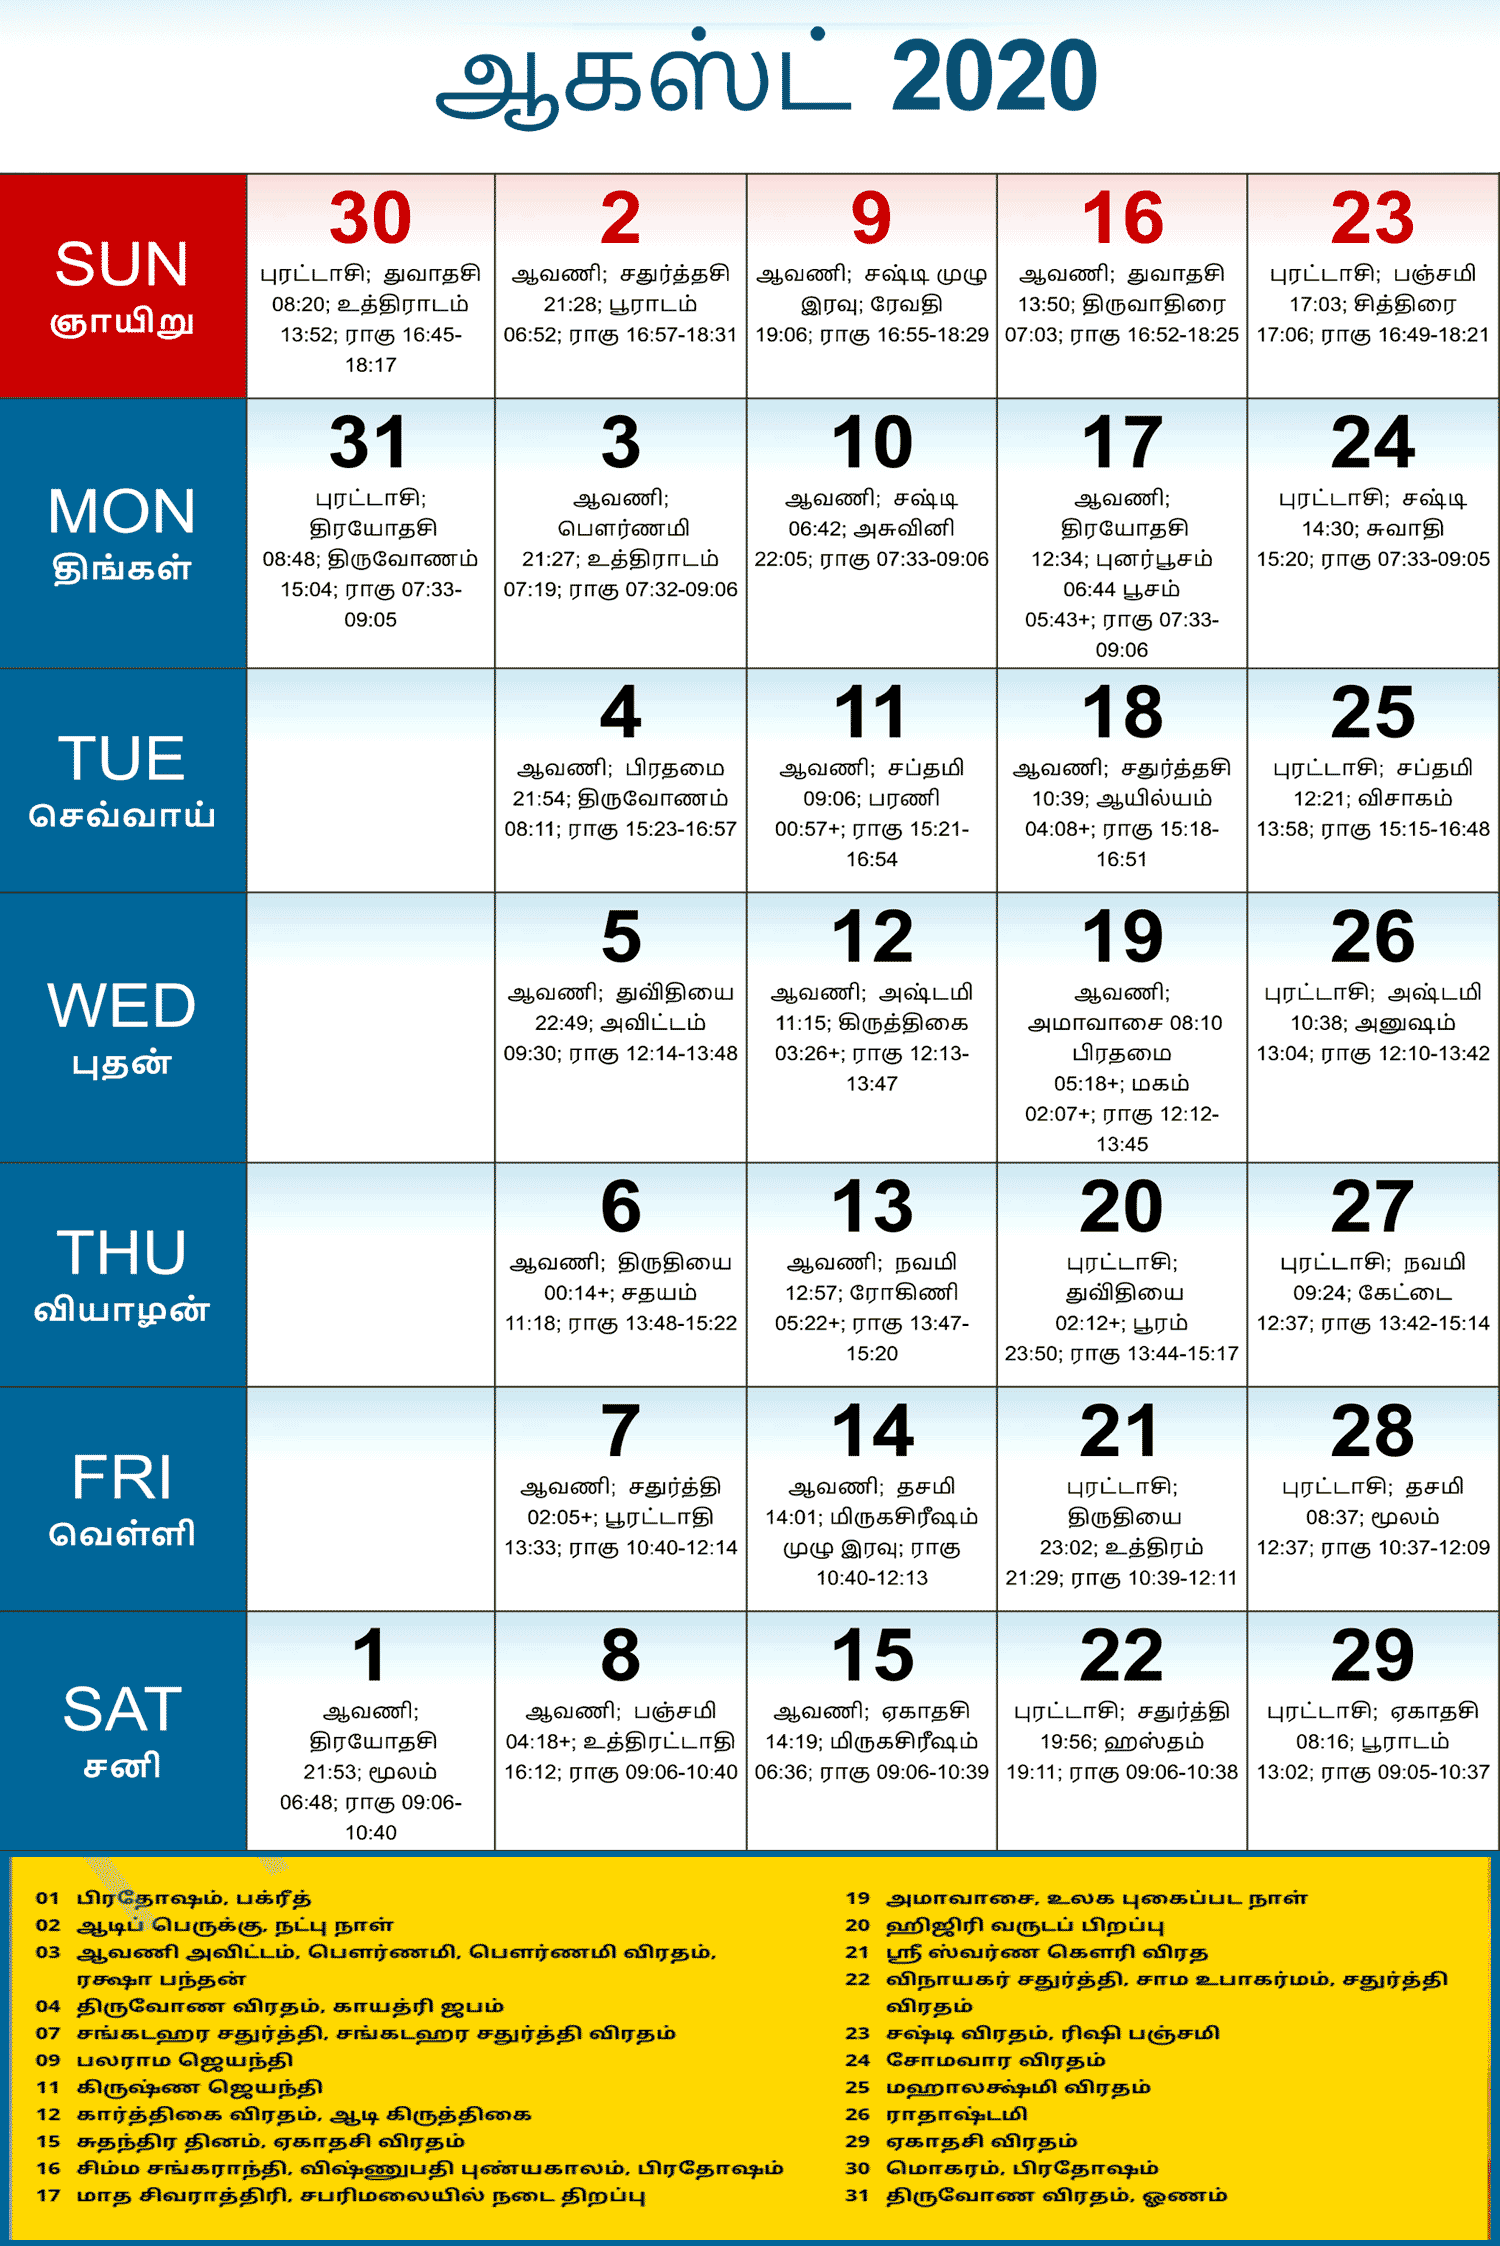 ஆகஸ்ட் 2020
SUN
ஞாயிறு
30
புரட்டாசி; துவாதசி
08:20; உத்திராடம்
13:52; ராகு 16:45-
18:17
2
ஆவணி; சதுர்த்தசி
21:28; பூராடம்
06:52; ராகு 16:57-18:31
9
ஆவணி; சஷ்டி முழு
இரவு; ரேவதி
19:06; ராகு 16:55-18:29
16
ஆவணி; துவாதசி
13:50; திருவாதிரை
07:03; ராகு 16:52-18:25
23
புரட்டாசி; பஞ்சமி
17:03; சித்திரை
17:06; ராகு 16:49-18:21
MON
திங்கள்
31
புரட்டாசி;
திரயோதசி
08:48; திருவோணம்
15:04; ராகு 07:33-
09:05
3
ஆவணி;
பௌர்ணமி
21:27; உத்திராடம்
07:19; ராகு 07:32-09:06
10
ஆவணி; சஷ்டி
06:42; அசுவினி
22:05; ராகு 07:33-09:06
17
ஆவணி;
திரயோதசி
12:34; புனர்பூசம்
06:44 பூசம்
05:43+; ராகு 07:33-
09:06
24
புரட்டாசி; சஷ்டி
14:30; சுவாதி
15:20; ராகு 07:33-09:05
TUE
செவ்வாய்
4
ஆவணி; பிரதமை
21:54; திருவோணம்
08:11; ராகு 15:23-16:57
11
ஆவணி; சப்தமி
09:06; பரணி
00:57+; ராகு 15:21-
16:54
18
ஆவணி; சதுர்த்தசி
10:39; ஆயில்யம்
04:08+; ராகு 15:18-
16:51
25
புரட்டாசி; சப்தமி
12:21; விசாகம்
13:58; ராகு 15:15-16:48
WED
புதன்
5
ஆவணி; துவிதியை
22:49; அவிட்டம்
09:30; ராகு 12:14-13:48
12
ஆவணி; அஷ்டமி
11:15; கிருத்திகை
03:26+; ராகு 12:13-
13:47
19
ஆவணி;
அமாவாசை 08:10
பிரதமை
05:18+; மகம்
02:07+; ராகு 12:12-
13:45
26
புரட்டாசி; அஷ்டமி
10:38; அனுஷம்
13:04; ராகு 12:10-13:42
THU
வியாழன்
6
ஆவணி; திருதியை
00:14+; சதயம்
11:18; ராகு 13:48-15:22
13
ஆவணி; நவமி
12:57; ரோகிணி
05:22+; ராகு 13:47-
15:20
20
புரட்டாசி;
துவிதியை
02:12+; பூரம்
23:50; ராகு 13:44-15:17
27
புரட்டாசி; நவமி
09:24; கேட்டை
12:37; ராகு 13:42-15:14
FRI
வெள்ளி
7
ஆவணி; சதுர்த்தி
02:05+; பூரட்டாதி
13:33; ராகு 10:40-12:14
14
ஆவணி; தசமி
14:01; மிருகசிரீஷம்
முழு இரவு; ராகு
10:40-12:13
21
புரட்டாசி;
திருதியை
23:02; உத்திரம்
21:29; ராகு 10:39-12:11
28
புரட்டாசி; தசமி
08:37; மூலம்
12:37; ராகு 10:37-12:09
SAT
சனி
1
ஆவணி;
திரயோதசி
21:53; மூலம்
06:48; ராகு 09:06-
10:40
8
ஆவணி; பஞ்சமி
04:18+; உத்திரட்டாதி
16:12; ராகு 09:06-10:40
15
ஆவணி; ஏகாதசி
14:19; மிருகசிரீஷம்
06:36; ராகு 09:06-10:39
22
புரட்டாசி; சதுர்த்தி
19:56; ஹஸ்தம்
19:11; ராகு 09:06-10:38
29
புரட்டாசி; ஏகாதசி
08:16; பூராடம்
13:02; ராகு 09:05-10:37
01 பிரதோஷம், பக்ரீத்
02 ஆடிப் பெருக்கு, நட்பு நாள்
03 ஆவணி அவிட்டம், பௌர்ணமி, பௌர்ணமி விரதம்,
ரக்ஷா பந்தன்
04 திருவோண விரதம், காயத்ரி ஜபம்
07 சங்கடஹர சதுர்த்தி, சங்கடஹர சதுர்த்தி விரதம்
09 பலராம ஜெயந்தி
11 கிருஷ்ண ஜெயந்தி
12 கார்த்திகை விரதம், ஆடி கிருத்திகை
15 சுதந்திர தினம், ஏகாதசி விரதம்
16 சிம்ம சங்கராந்தி, விஷ்ணுபதி புண்யகாலம், பிரதோஷம்
17 மாத சிவராத்திரி, சபரிமலையில் நடை திறப்பு
19 அமாவாசை, உலக புகைப்பட நாள்
20 ஹிஜிரி வருடப் பிறப்பு
21 ஸ்ரீ ஸ்வர்ண கௌரி விரத
22 விநாயகர் சதுர்த்தி, சாம உபாகர்மம், சதுர்த்தி
விரதம்
23 சஷ்டி விரதம், ரிஷி பஞ்சமி
24 சோமவார விரதம்
25 மஹாலக்ஷ்மி விரதம்
26 ராதாஷ்டமி
29 ஏகாதசி விரதம்
30 மொகரம், பிரதோஷம்
31 திருவோண விரதம், ஓணம்